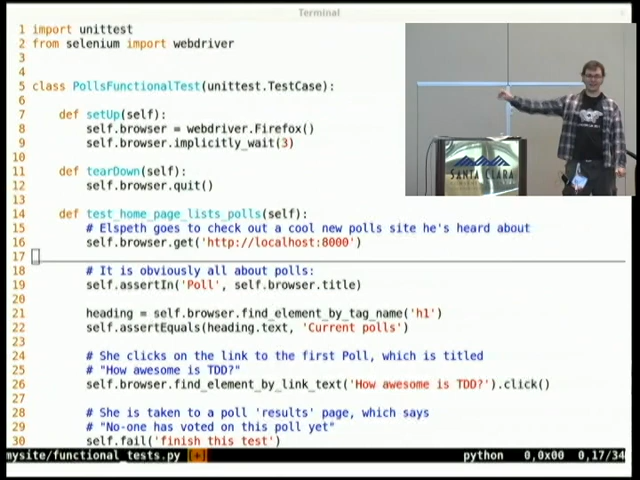 Terminal
1 import unittest
2 from selenium import webdriver
3
4
5 class PollsFunctionalTest(unittest.TestCase):
6
7     def setUp(self):
8         self.browser = webdriver.Firefox()
9         self.browser.implicitly_wait(3)
10
11     def tearDown(self):
12         self.browser.quit()
13
14     def test_home_page_lists_polls(self):
15         # Elspeth goes to check out a cool new polls site he's heard about
16         self.browser.get('http://localhost:8000')
17
18         # It is obviously all about polls:
19         self.assertIn('Poll', self.browser.title)
20
21         heading = self.browser.find_element_by_tag_name('h1')
22         self.assertEquals(heading.text, 'Current polls')
23
24         # She clicks on the link to the first Poll, which is titled
25         # "How awesome is TDD?"
26         self.browser.find_element_by_link_text('How awesome is TDD?').click()
27
28         # She is taken to a poll 'results' page, which says
29         # "No-one has voted on this poll yet"
30         self.fail('finish this test')
mysite/functional_tests.py [+] python 0,0x00 0,17/34
SANTA CLARA